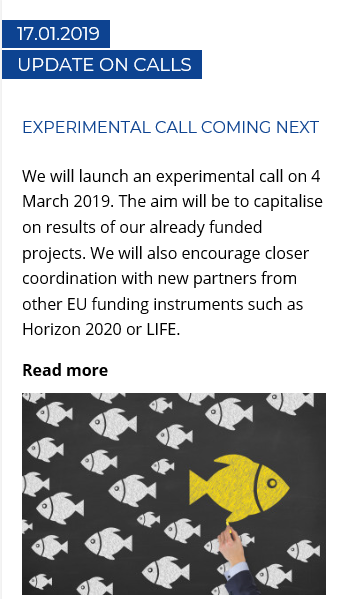 17.01.2019
UPDATE ON CALLS
EXPERIMENTAL CALL COMING NEXT
We will launch an experimental call on 4
March 2019. The aim will be to capitalise
on results of our already funded
projects. We will also encourage closer
coordination with new partners from
other EU funding instruments such as
Horizon 2020 or LIFE.
Read more